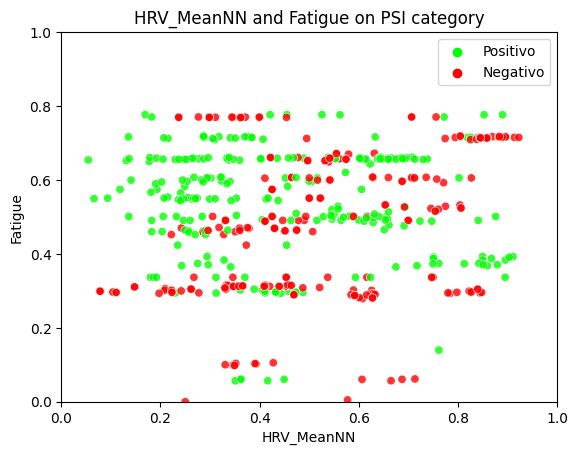 HRV_MeanNN and Fatigue on PSI category
Positivo
Negativo
1.0
0.8
0.6
0.4
0.2
0.0
Fatigue
0.0 0.2 0.4 0.6 0.8 1.0
HRV_MeanNN